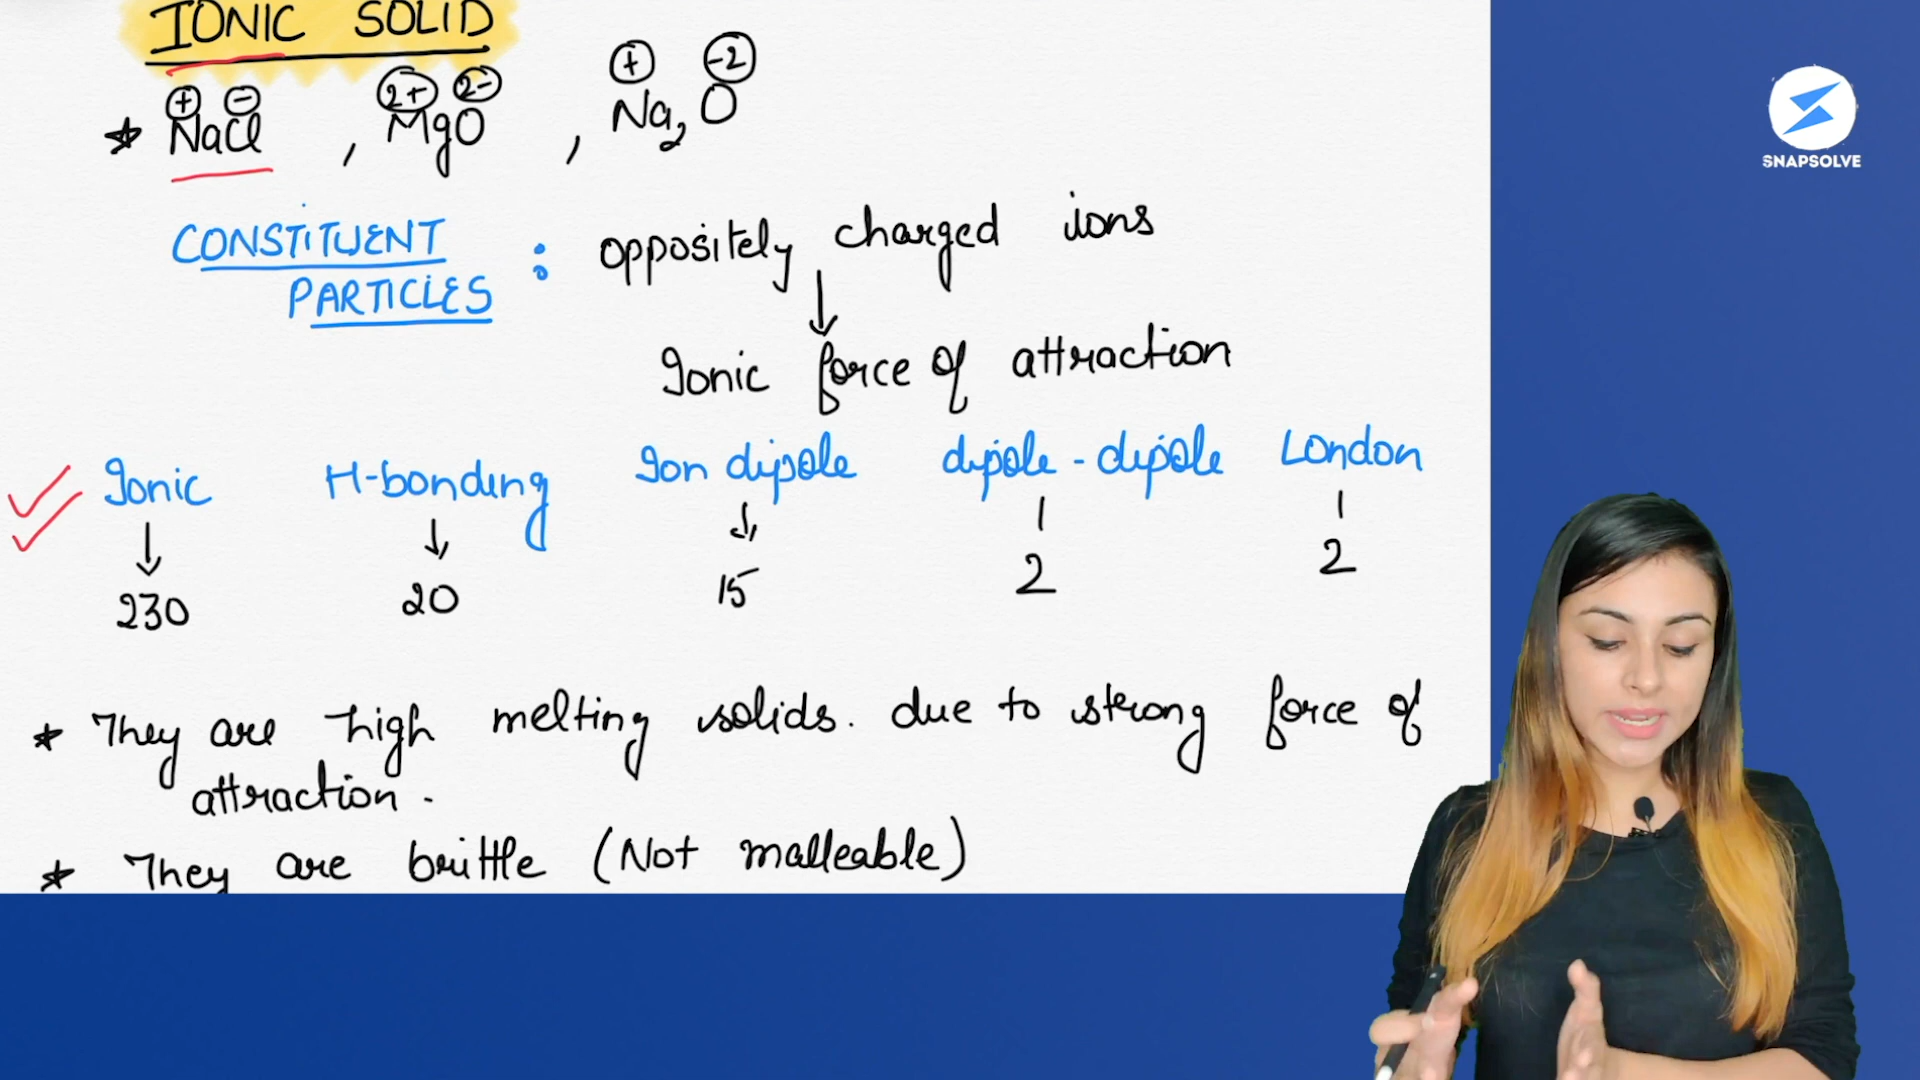 IONIC SOLID
+ - 2+ 2- + -2
★ NaCl , MgO , Na₂O
CONSTITUENT PARTICLES : oppositely charged ions
↓
Ionic force of attraction
Ionic H-bonding Ion dipole dipole-dipole London
↓ ↓ ↓ | |
230 20 15 2 2
★ They are high melting solids. due to strong force of
attraction.
★ They are brittle (Not malleable)
SNAPSOLVE